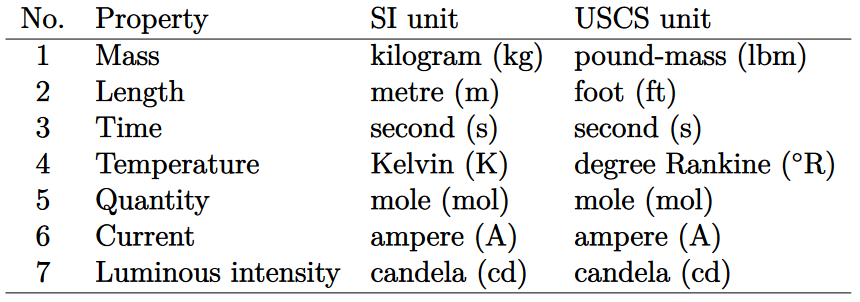 No. Property SI unit USCS unit
1 Mass kilogram (kg) pound-mass (lbm)
2 Length metre (m) foot (ft)
3 Time second (s) second (s)
4 Temperature Kelvin (K) degree Rankine (°R)
5 Quantity mole (mol) mole (mol)
6 Current ampere (A) ampere (A)
7 Luminous intensity candela (cd) candela (cd)